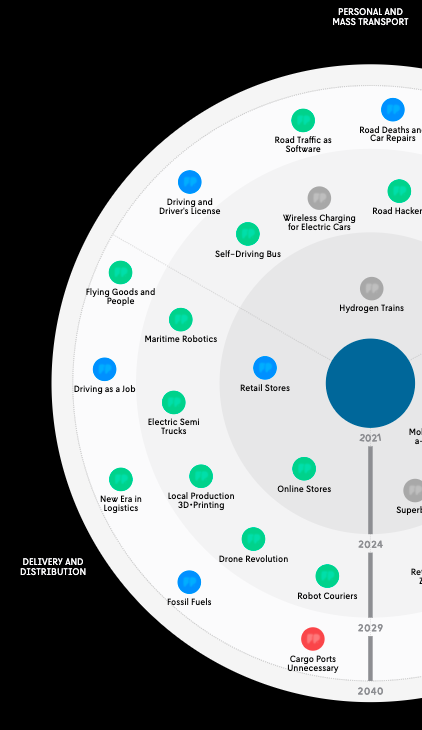 PERSONAL AND
MASS TRANSPORT
Road Deaths and
Car Repairs
Road Traffic as
Software
Driving and
Driver's License
Wireless Charging
for Electric Cars
Road Hacker
Self-Driving Bus
Flying Goods and
People
Hydrogen Trains
Maritime Robotics
Driving as a Job
Retail Stores
Electric Semi
Trucks
2021
Online Stores
New Era in
Logistics
Local Production
3D•Printing
2024
Drone Revolution
DELIVERY AND
DISTRIBUTION
Robot Couriers
Fossil Fuels
2029
Cargo Ports
Unnecessary
2040